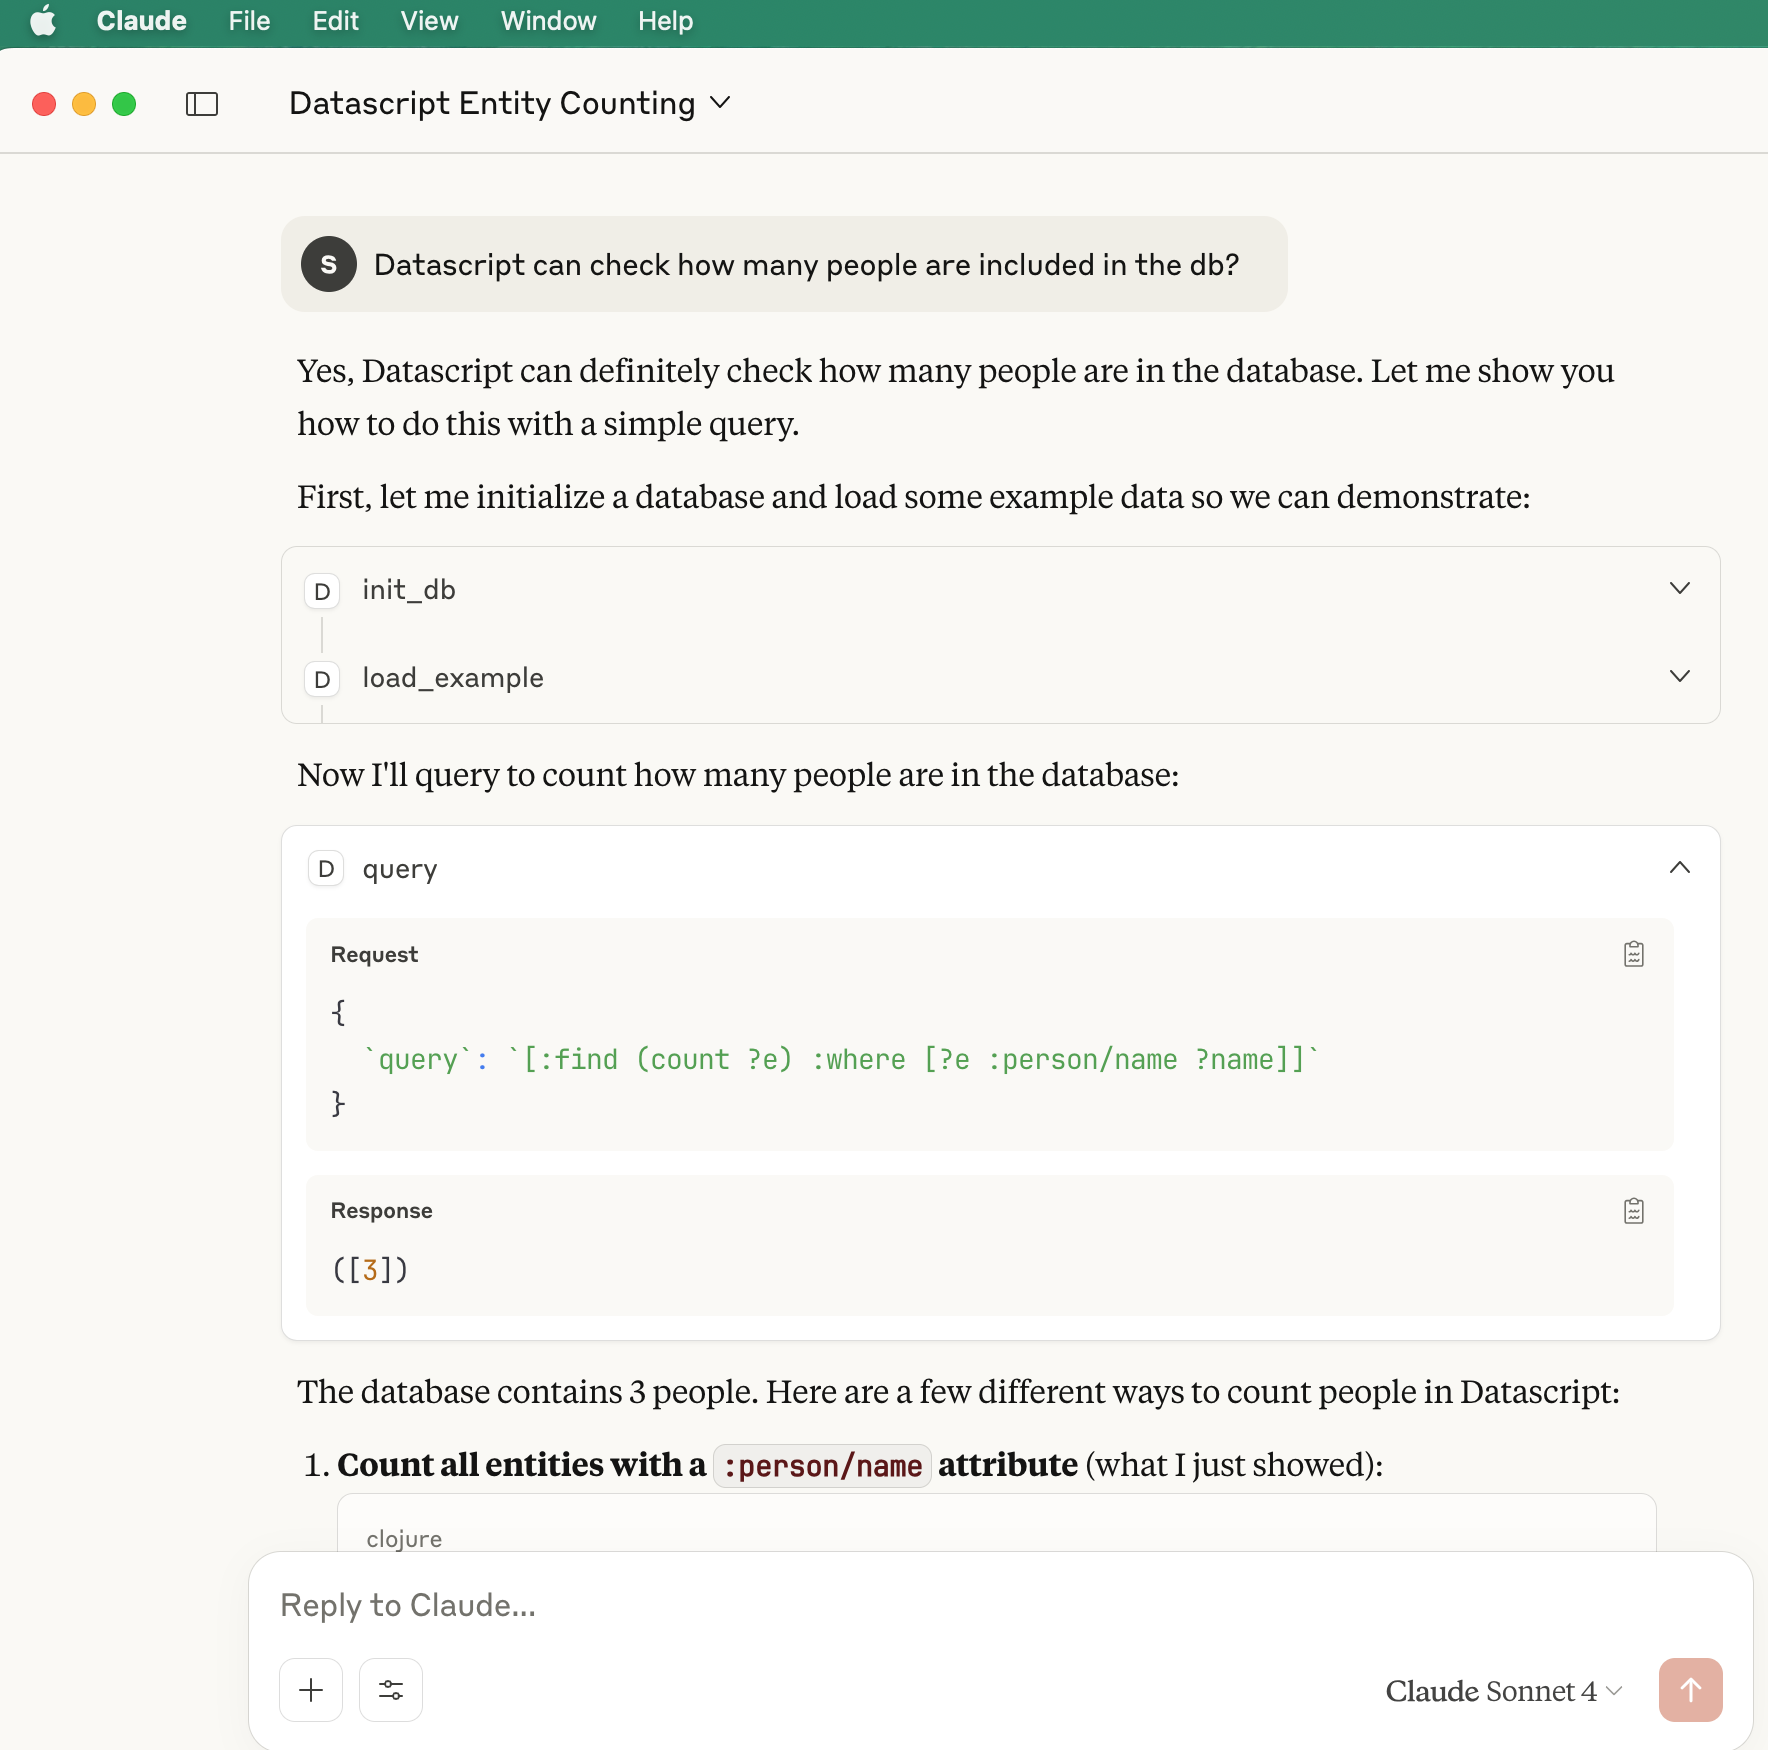 Claude File Edit View Window Help
Datascript Entity Counting
S Datascript can check how many people are included in the db?
Yes, Datascript can definitely check how many people are in the database. Let me show you
how to do this with a simple query.
First, let me initialize a database and load some example data so we can demonstrate:
D init_db
D load_example
Now I'll query to count how many people are in the database:
D query
Request
{
`query`: `[:find (count ?e) :where [?e :person/name ?name]]`
}
Response
([3])
The database contains 3 people. Here are a few different ways to count people in Datascript:
1. Count all entities with a :person/name attribute (what I just showed):
clojure
Reply to Claude...
Claude Sonnet 4